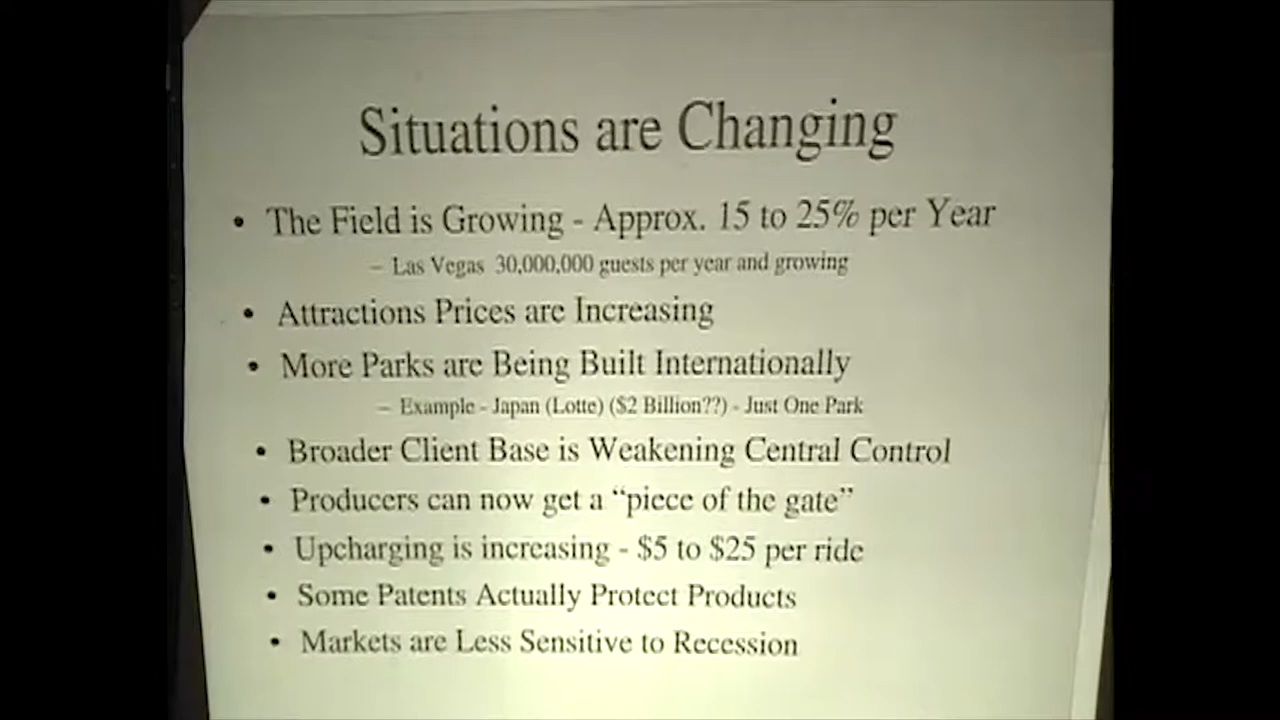 Situations are Changing
• The Field is Growing - Approx. 15 to 25% per Year
– Las Vegas 30,000,000 guests per year and growing
• Attractions Prices are Increasing
• More Parks are Being Built Internationally
– Example - Japan (Lotte) ($2 Billion??) - Just One Park
• Broader Client Base is Weakening Central Control
• Producers can now get a “piece of the gate”
• Upcharging is increasing - $5 to $25 per ride
• Some Patents Actually Protect Products
• Markets are Less Sensitive to Recession